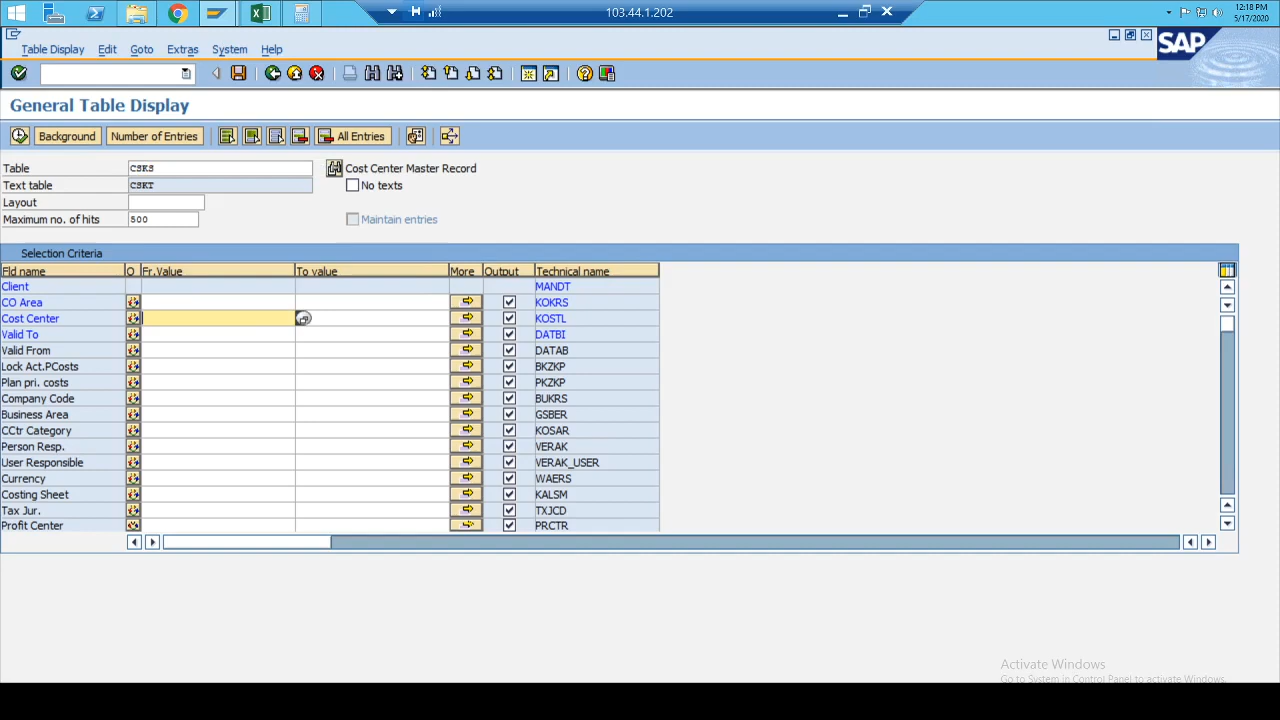 103.44.1.202
12:18 PM
5/17/2020
Table Display Edit Goto Extras System Help
SAP
General Table Display
Background Number of Entries All Entries
Table CSKS Cost Center Master Record
Text table CSKT No texts
Layout
Maximum no. of hits 500 Maintain entries
Selection Criteria
Fld name O Fr.Value To value More Output Technical name
Client MANDT
CO Area KOKRS
Cost Center KOSTL
Valid To DATBI
Valid From DATAB
Lock Act.PCosts BKZKP
Plan pri. costs PKZKP
Company Code BUKRS
Business Area GSBER
CCtr Category KOSAR
Person Resp. VERAK
User Responsible VERAK_USER
Currency WAERS
Costing Sheet KALSM
Tax Jur. TXJCD
Profit Center PRCTR
Activate Windows
Go to System in Control Panel to activate Windows.